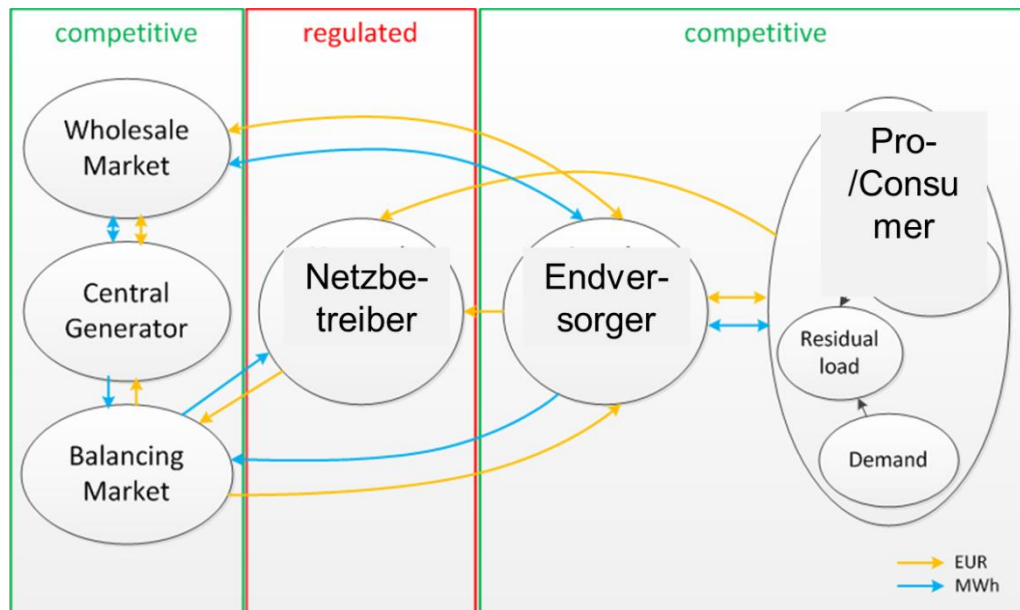 competitive
regulated
competitive
Wholesale
Market
Central
Generator
Balancing
Market
Netzbe-
treiber
Endver-
sorger
Pro-
/Consu
mer
Residual
load
Demand
EUR
MWh